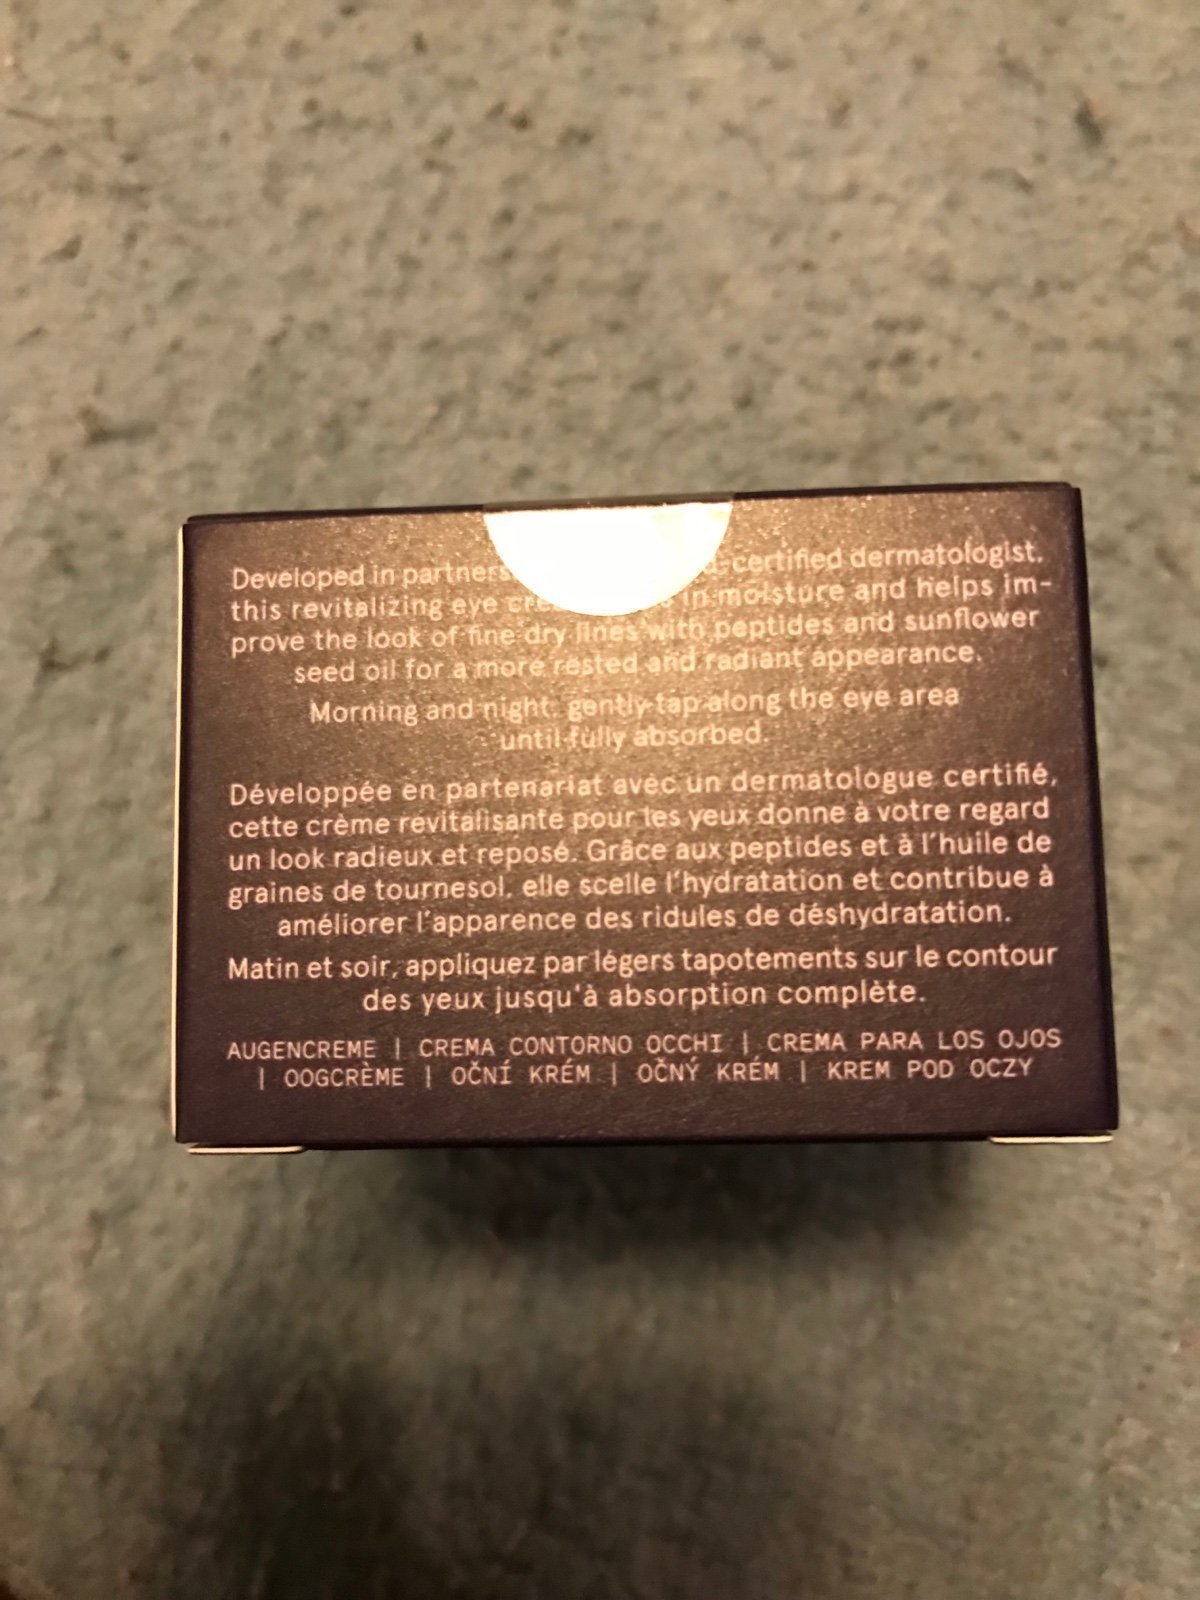 Developed in certified dermatologist,
this revitalizing eye in moisture and helps im-
prove the look of fine dry lines with peptides and sunflower
seed oil for a more rested and radiant appearance.
Morning and night, gently tap along the eye area
until fully absorbed.
Développée en partenariat avec un dermatologue certifié,
cette crème revitalisante pour les yeux donne à votre regard
un look radieux et reposé. Grâce aux peptides et à l'huile de
graines de tournesol, elle scelle l'hydratation et contribue à
améliorer l'apparence des ridules de déshydratation.
Matin et soir, appliquez par légers tapotements sur le contour
des yeux jusqu'à absorption complète.
AUGENCREME | CREMA CONTORNO OCCHI | CREMA PARA LOS OJOS
| OOGCRÈME | OČNÍ KRÉM | OČNÝ KRÉM | KREM POD OCZY